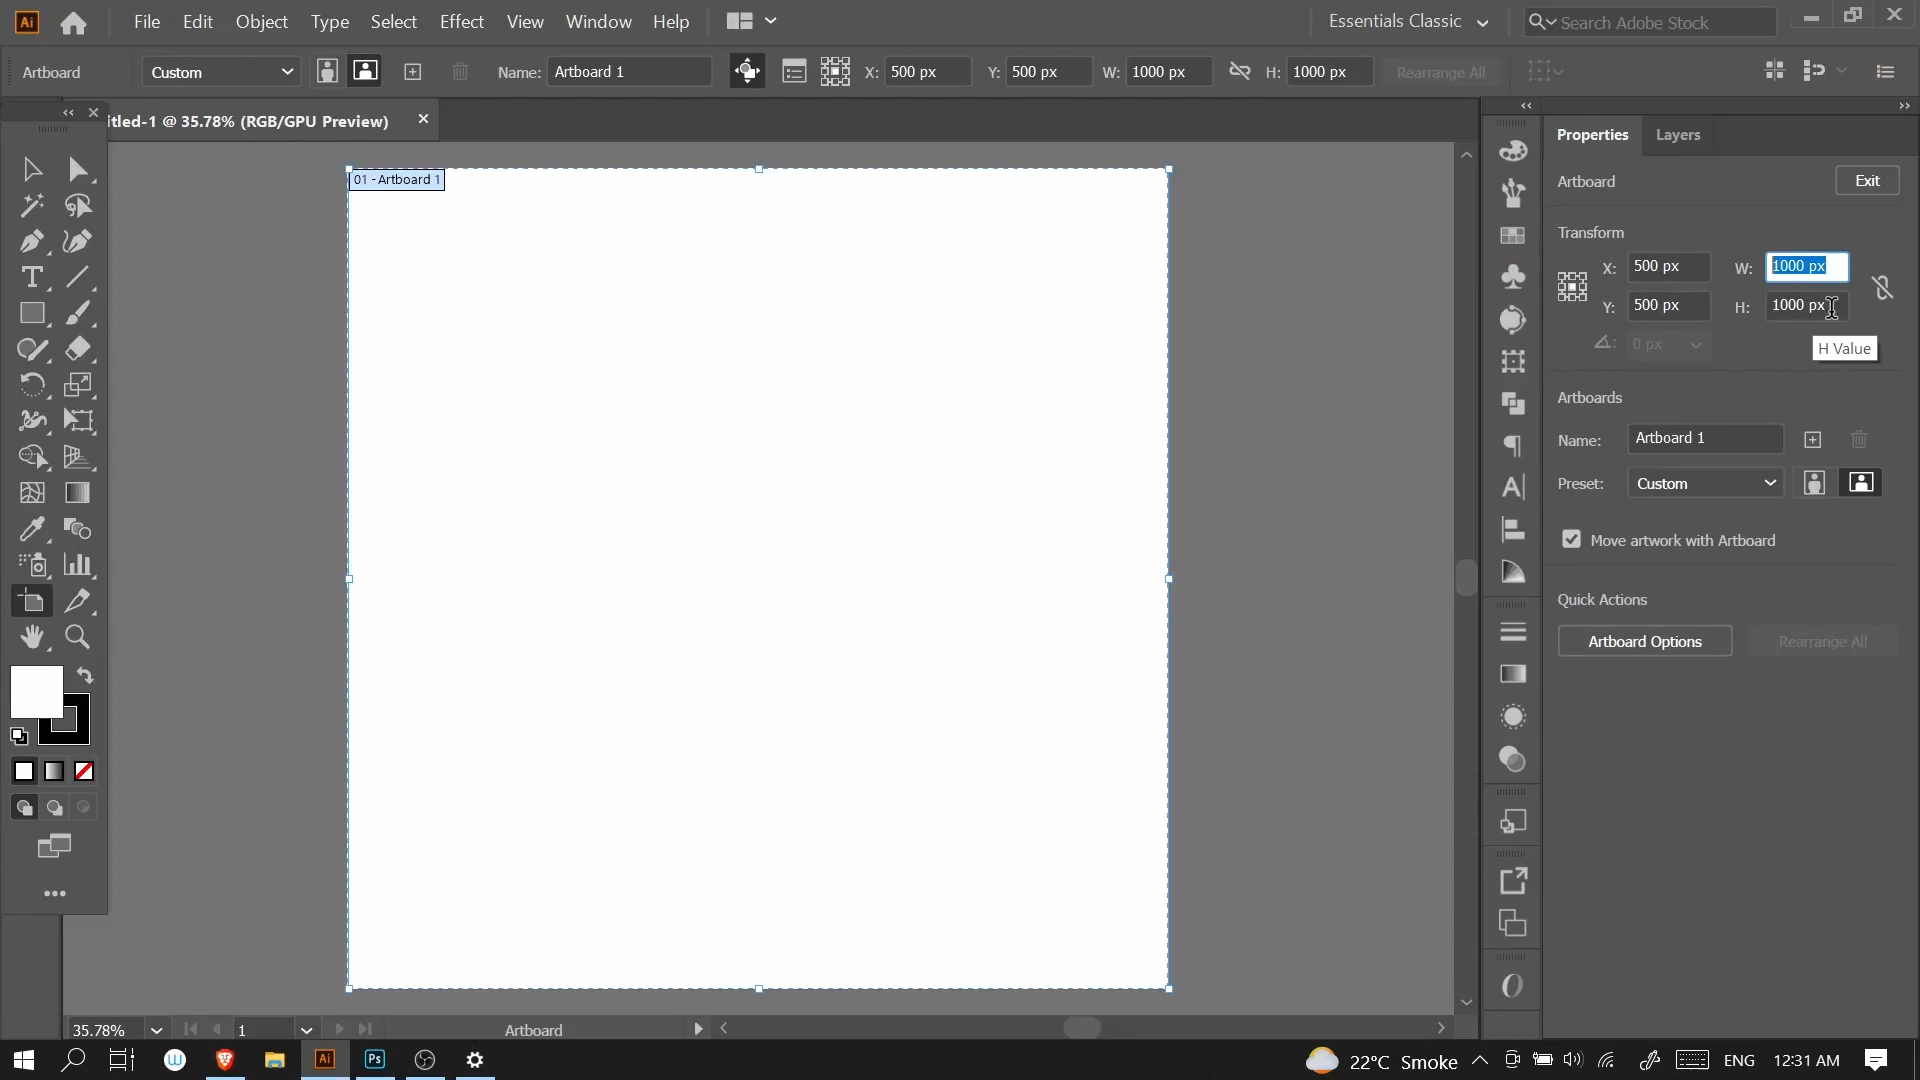 Ai File Edit Object Type Select Effect View Window Help Essentials Classic Search Adobe Stock
Artboard Custom Name: Artboard 1 X: 500 px Y: 500 px W: 1000 px H: 1000 px Rearrange All
itled-1 @ 35.78% (RGB/GPU Preview)
01 - Artboard 1
Properties Layers
Artboard Exit
Transform
X: 500 px W: 1000 px
Y: 500 px H: 1000 px
0 px
H Value
Artboards
Name: Artboard 1
Preset: Custom
Move artwork with Artboard
Quick Actions
Artboard Options Rearrange All
35.78% 1 Artboard
Ai Ps 22°C Smoke ENG 12:31 AM